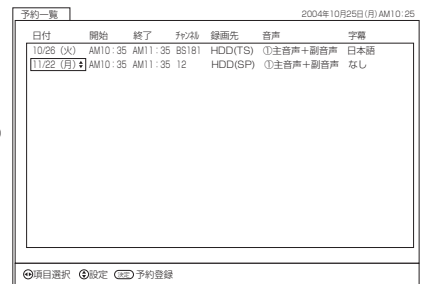 予約一覧 2004年10月25日(月)AM10:25
日付 開始 終了 ﾁｬﾝﾈﾙ 録画先 音声 字幕
10/26 (火) AM10:35 AM11:35 BS181 HDD(TS) ①主音声+副音声 日本語
11/22 (月) AM10:35 AM11:35 12 HDD(SP) ①主音声+副音声 なし
項目選択 設定 決定 予約登録